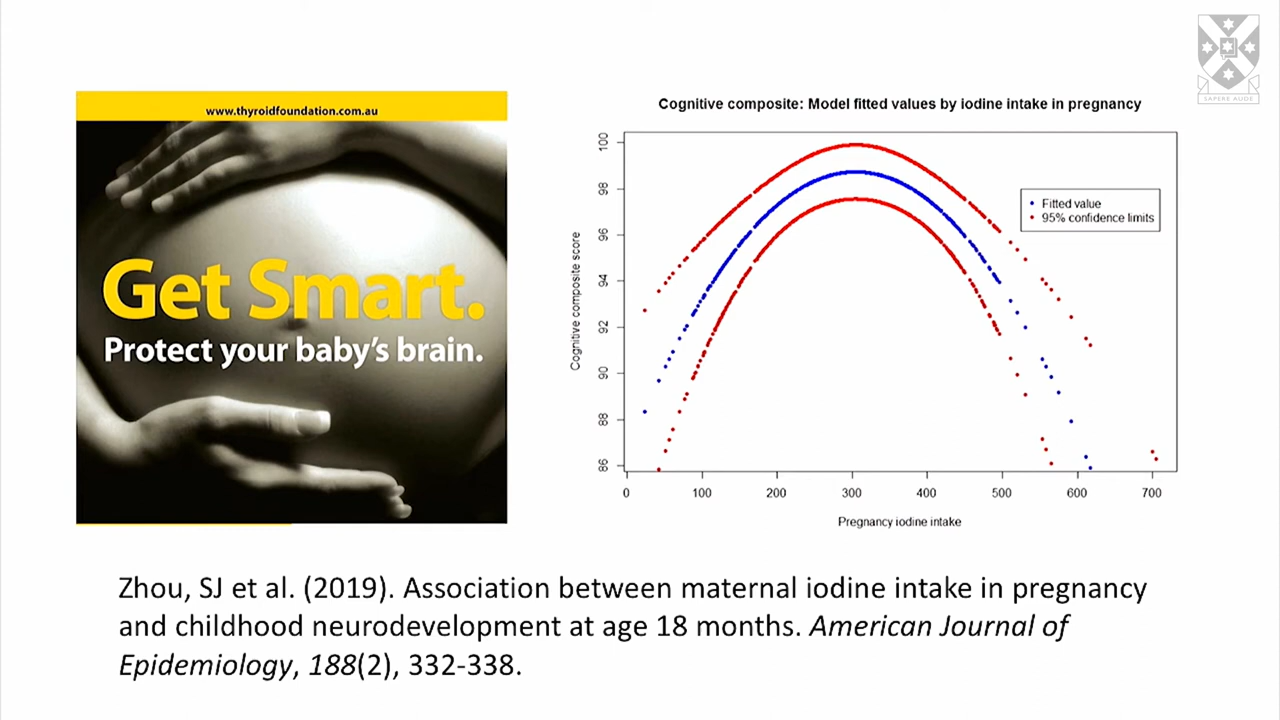 SAPERE AUDE
www.thyroidfoundation.com.au
Get Smart.
Protect your baby's brain.
Cognitive composite: Model fitted values by iodine intake in pregnancy
Cognitive composite score
100
98
96
94
92
90
88
86
Fitted value
95% confidence limits
0 100 200 300 400 500 600 700
Pregnancy iodine intake
Zhou, SJ et al. (2019). Association between maternal iodine intake in pregnancy
and childhood neurodevelopment at age 18 months. American Journal of
Epidemiology, 188(2), 332-338.